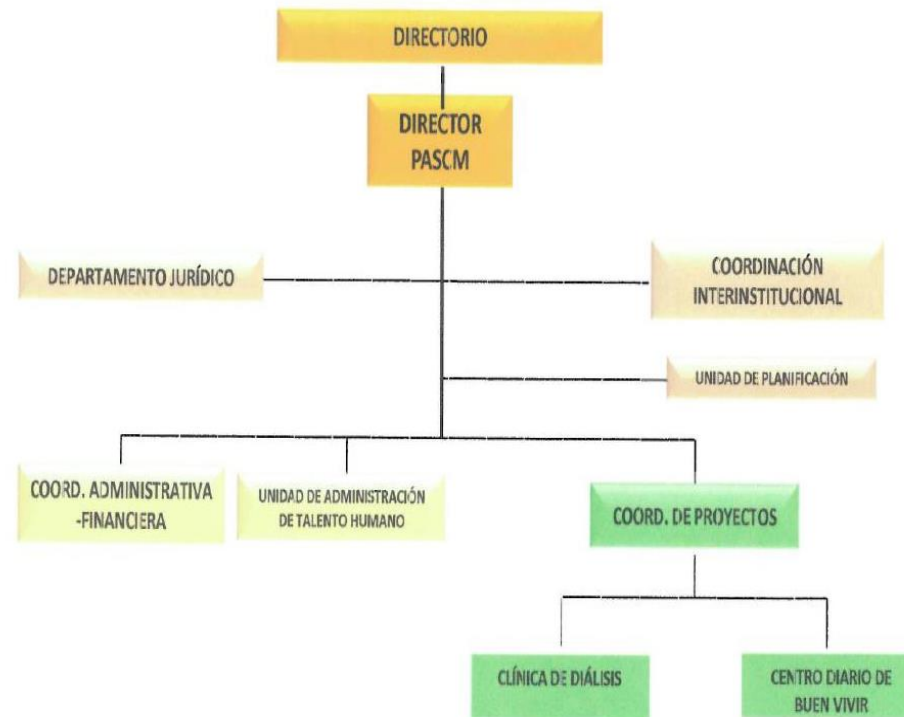 DIRECTORIO
DIRECTOR
PASCM
DEPARTAMENTO JURÍDICO
COORDINACIÓN
INTERINSTITUCIONAL
UNIDAD DE PLANIFICACIÓN
COORD. ADMINISTRATIVA
-FINANCIERA
UNIDAD DE ADMINISTRACIÓN
DE TALENTO HUMANO
COORD. DE PROYECTOS
CLÍNICA DE DIÁLISIS
CENTRO DIARIO DE
BUEN VIVIR